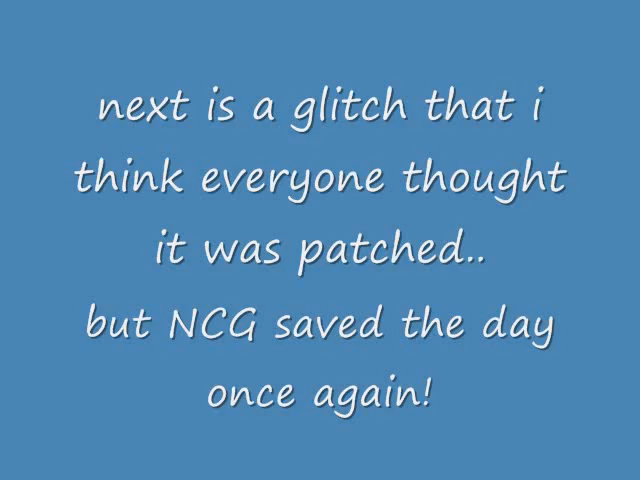 next is a glitch that i
think everyone thought
it was patched..
but NCG saved the day
once again!